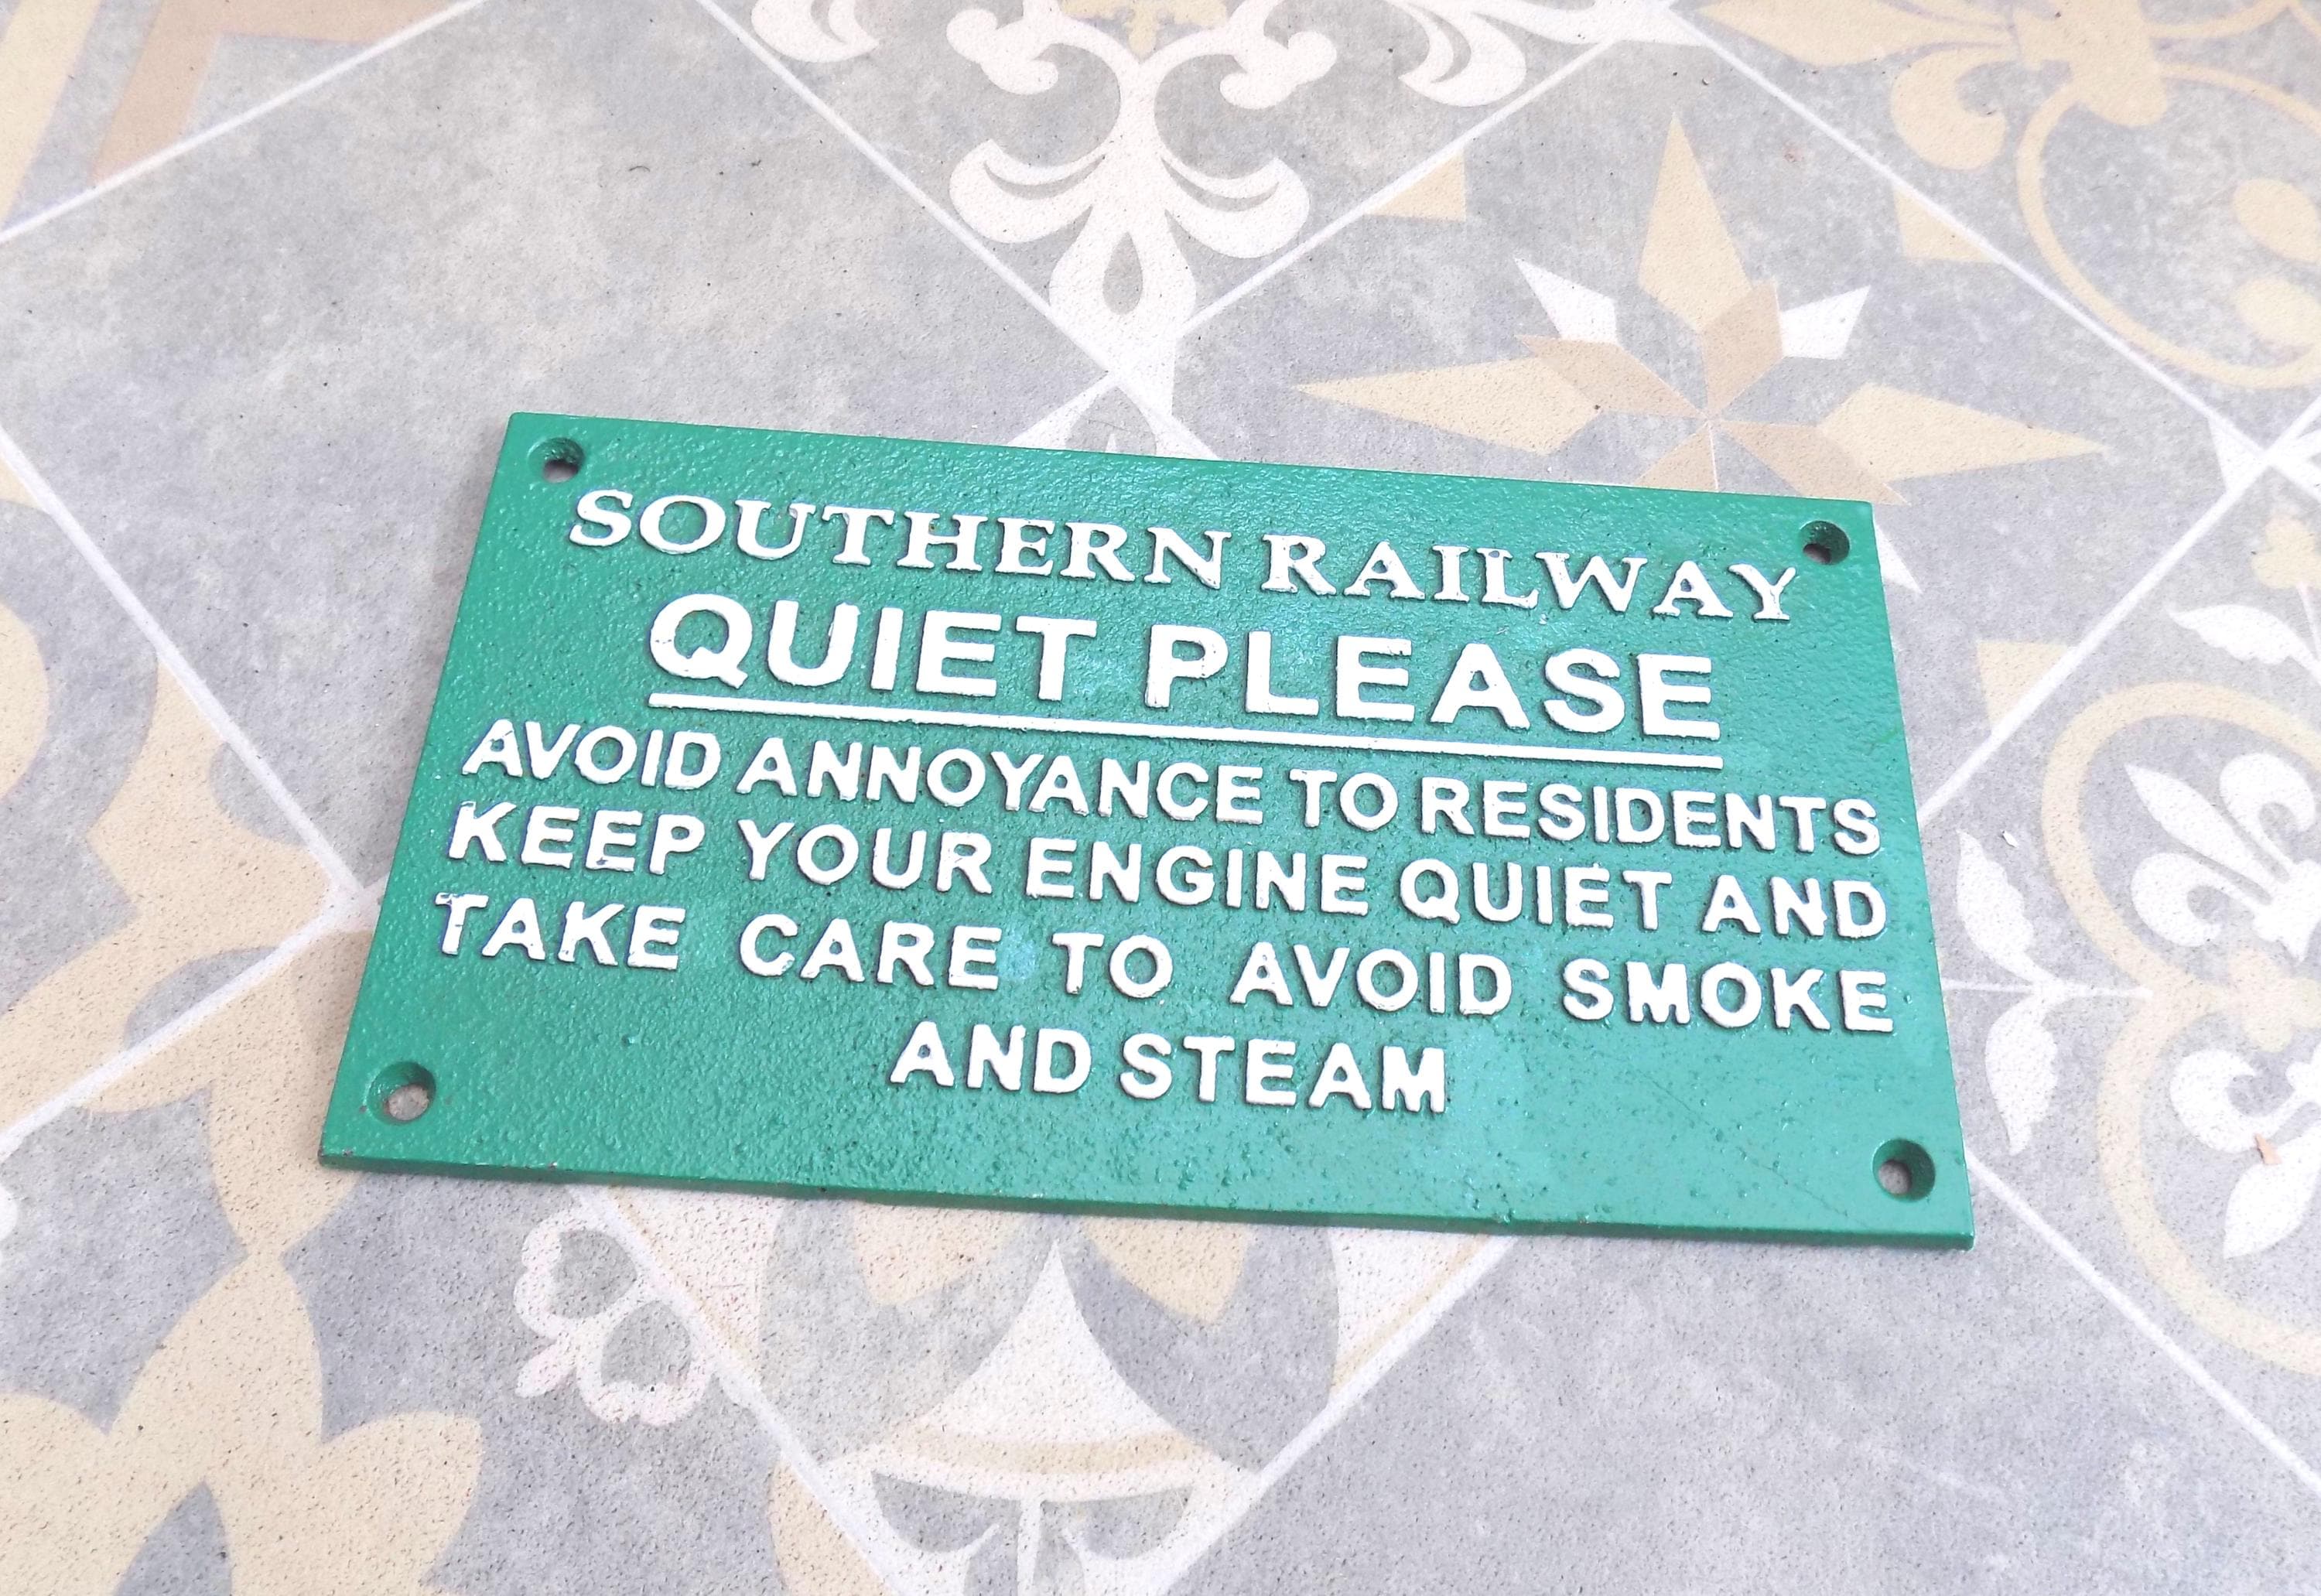 SOUTHERN RAILWAY
QUIET PLEASE
AVOID ANNOYANCE TO RESIDENTS
KEEP YOUR ENGINE QUIET AND
TAKE CARE TO AVOID SMOKE
AND STEAM